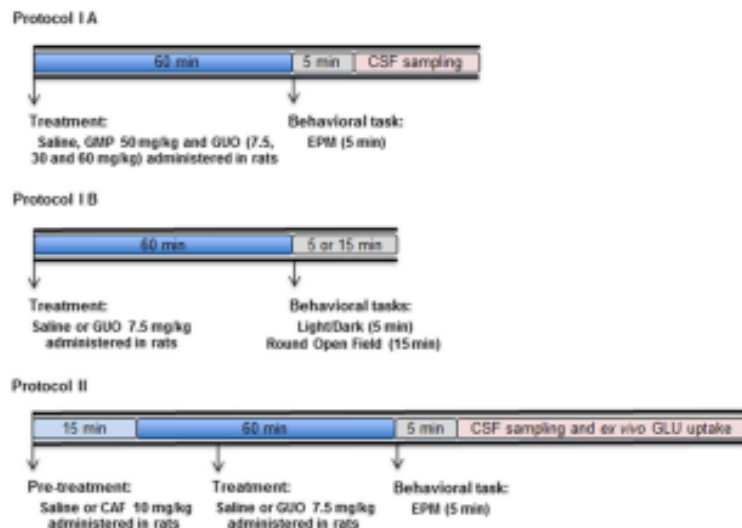 Protocol I A
60 min 5 min CSF sampling
Treatment: Behavioral task:
Saline, GMP 50 mg/kg and GUO (7.5, EPM (5 min)
30 and 60 mg/kg) administered in rats
Protocol I B
60 min 5 or 15 min
Treatment: Behavioral tasks:
Saline or GUO 7.5 mg/kg Light/Dark (5 min)
administered in rats Round Open Field (15 min)
Protocol II
15 min 60 min 5 min CSF sampling and ex vivo GLU uptake
Pre-treatment: Treatment: Behavioral task:
Saline or CAF 10 mg/kg Saline or GUO 7.5 mg/kg EPM (5 min)
administered in rats administered in rats